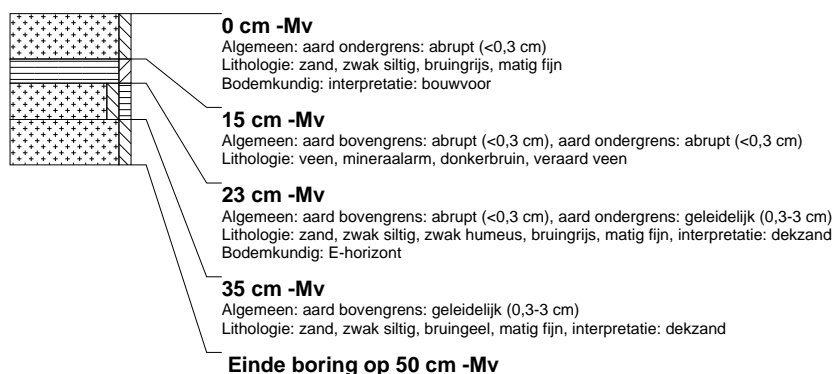 0 cm -Mv
Algemeen: aard ondergrens: abrupt (<0,3 cm)
Lithologie: zand, zwak siltig, bruingrijs, matig fijn
Bodemkundig: interpretatie: bouwvoor
15 cm -Mv
Algemeen: aard bovengrens: abrupt (<0,3 cm), aard ondergrens: abrupt (<0,3 cm)
Lithologie: veen, mineraalarm, donkerbruin, veraard veen
23 cm -Mv
Algemeen: aard bovengrens: abrupt (<0,3 cm), aard ondergrens: geleidelijk (0,3-3 cm)
Lithologie: zand, zwak siltig, zwak humeus, bruingrijs, matig fijn, interpretatie: dekzand
Bodemkundig: E-horizont
35 cm -Mv
Algemeen: aard bovengrens: geleidelijk (0,3-3 cm)
Lithologie: zand, zwak siltig, bruingeel, matig fijn, interpretatie: dekzand
Einde boring op 50 cm -Mv